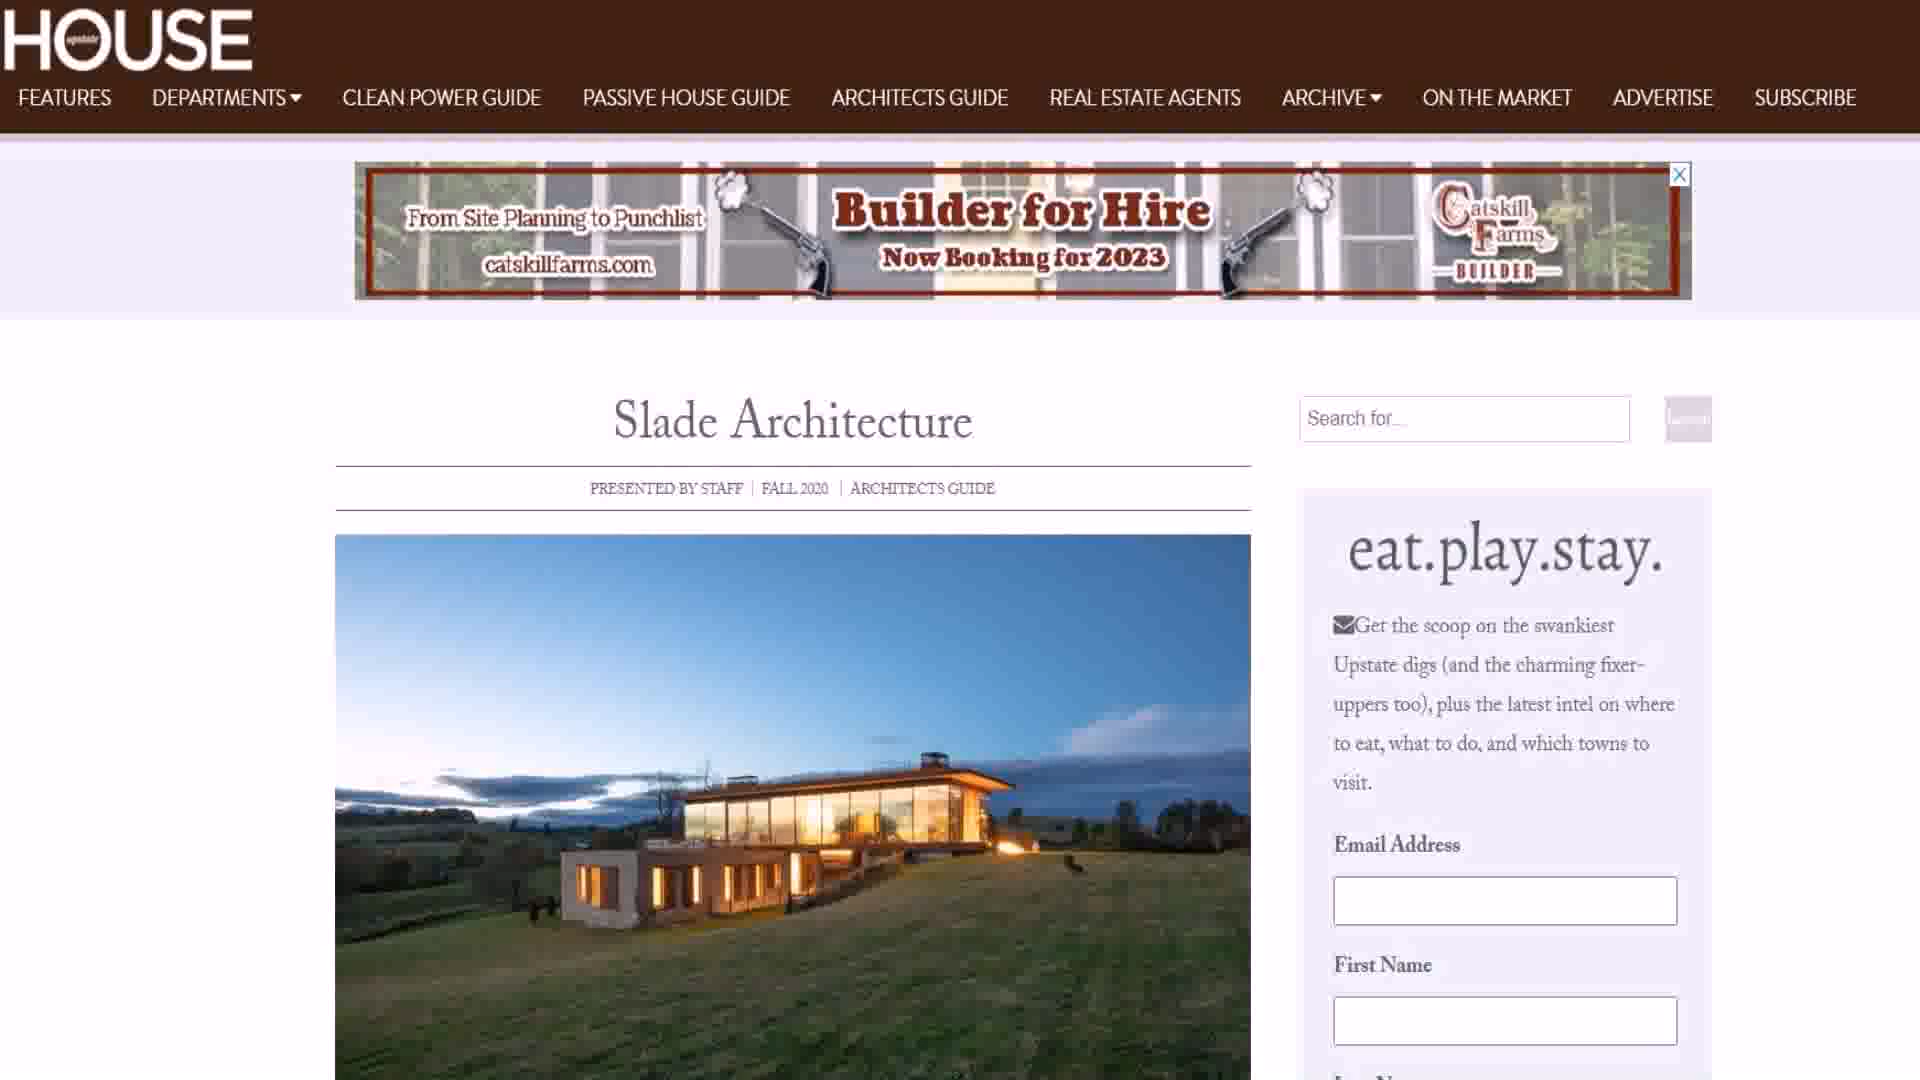 HOUSE
upstate
FEATURES DEPARTMENTS CLEAN POWER GUIDE PASSIVE HOUSE GUIDE ARCHITECTS GUIDE REAL ESTATE AGENTS ARCHIVE ON THE MARKET ADVERTISE SUBSCRIBE
From Site Planning to Punchlist
catskillfarms.com
Builder for Hire
Now Booking for 2023
Catskill
Farms
BUILDER
Slade Architecture
PRESENTED BY STAFF | FALL 2020 | ARCHITECTS GUIDE
Search for...
eat.play.stay.
Get the scoop on the swankiest
Upstate digs (and the charming fixer-
uppers too), plus the latest intel on where
to eat, what to do, and which towns to
visit.
Email Address
First Name